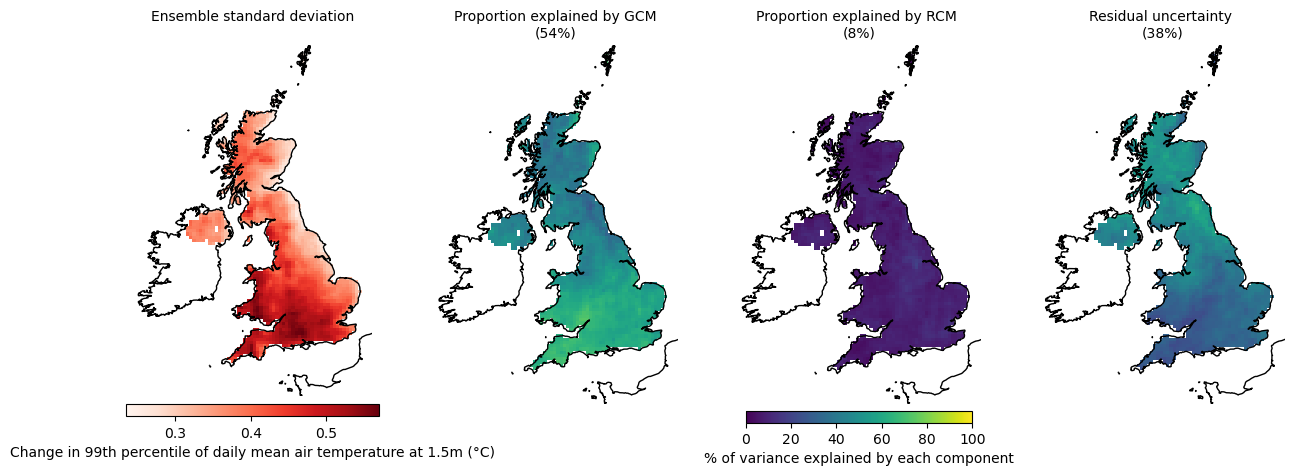 Ensemble standard deviation
Proportion explained by GCM
(54%)
Proportion explained by RCM
(8%)
Residual uncertainty
(38%)
0.3 0.4 0.5
Change in 99th percentile of daily mean air temperature at 1.5m (°C)
0 20 40 60 80 100
% of variance explained by each component